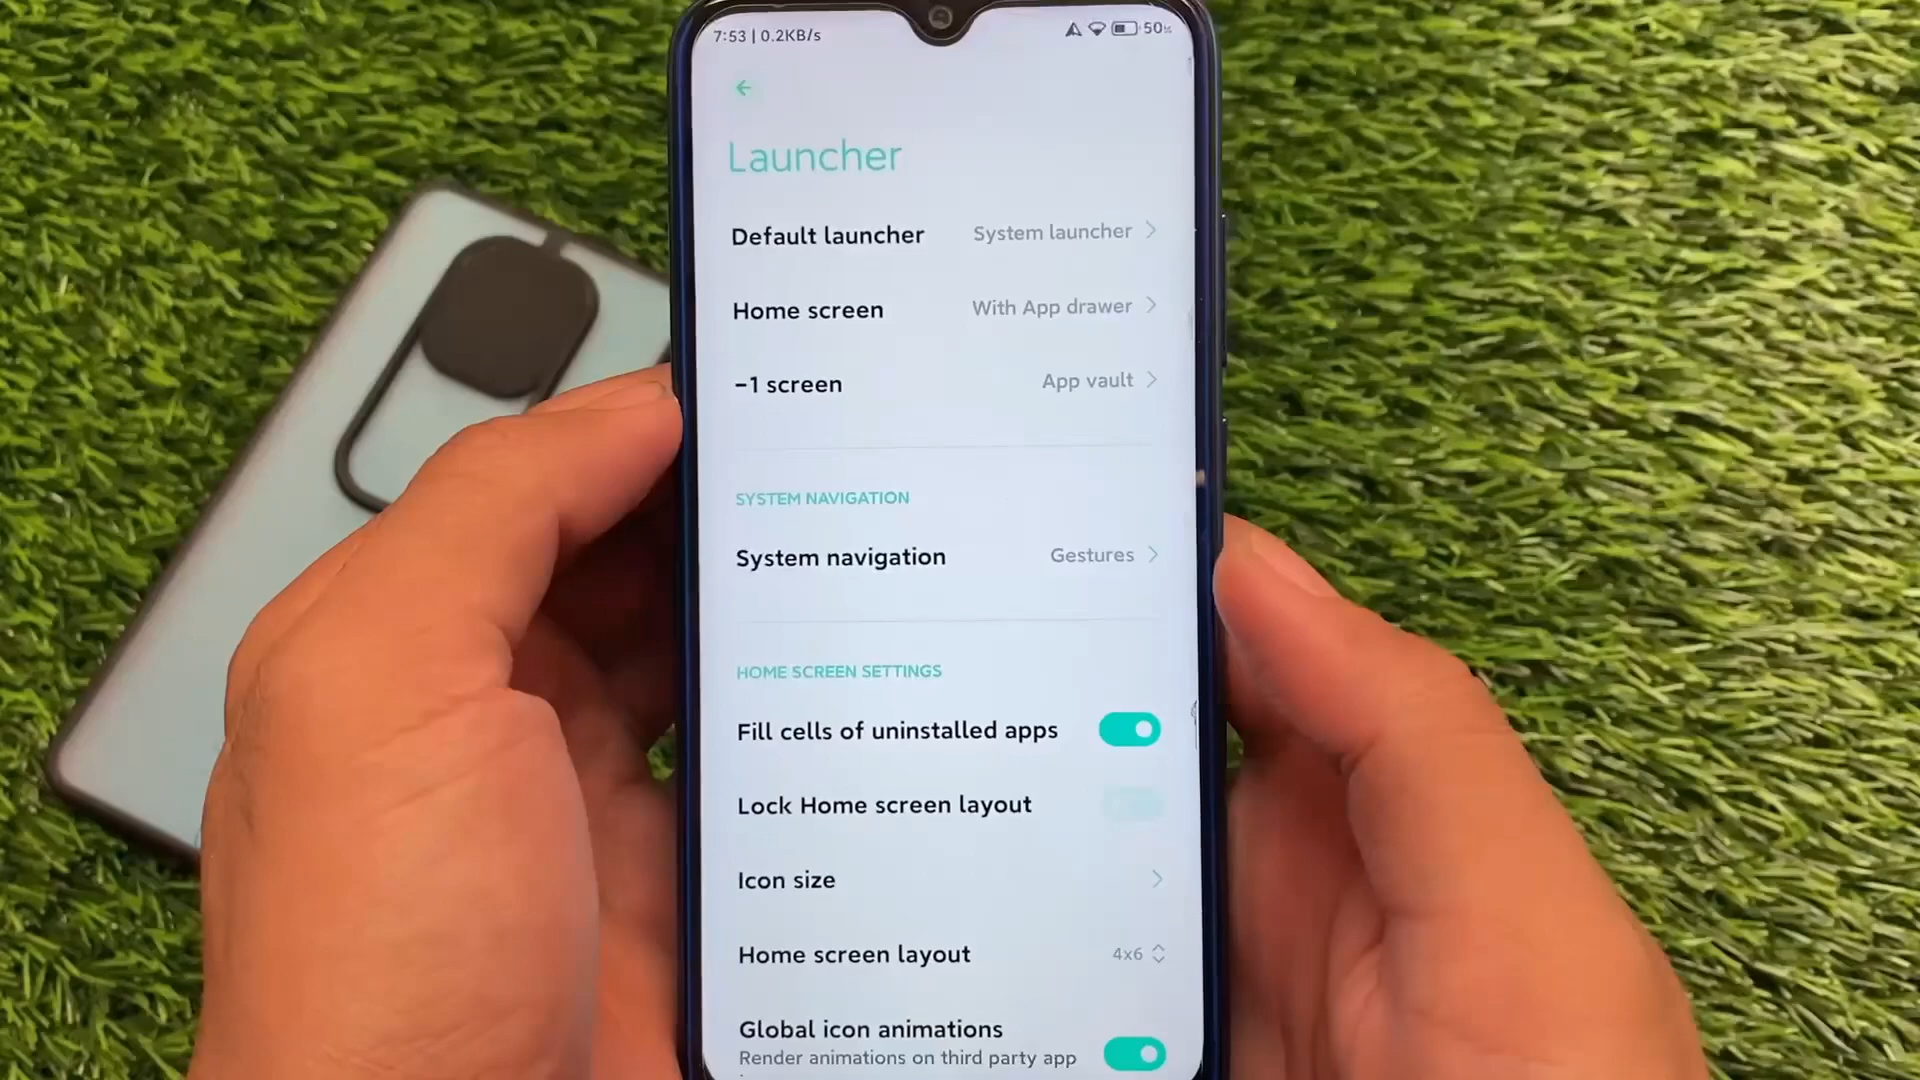 7:53 | 0.2KB/s 50%
Launcher
Default launcher System launcher
Home screen With App drawer
-1 screen App vault
SYSTEM NAVIGATION
System navigation Gestures
HOME SCREEN SETTINGS
Fill cells of uninstalled apps
Lock Home screen layout
Icon size
Home screen layout 4x6
Global icon animations
Render animations on third party app